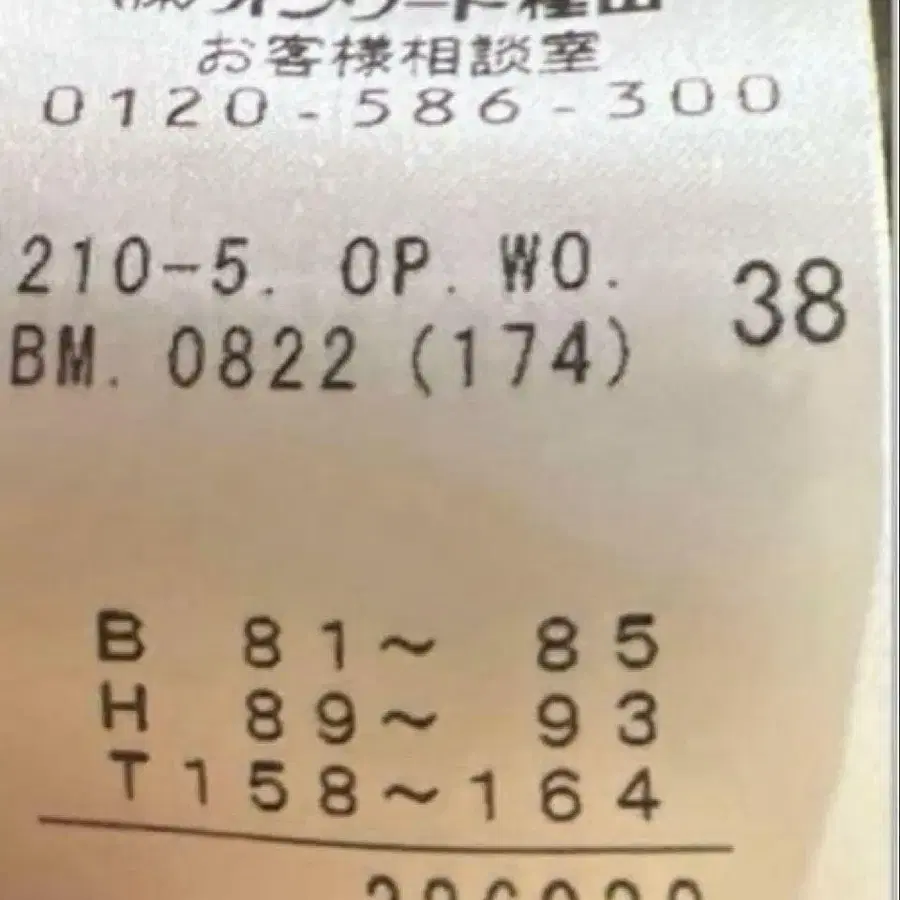 お客様相談室
0120-586-300
210-5. OP. WO. 38
BM. 0822 (174)
B 81~ 85
H 89~ 93
T158~164